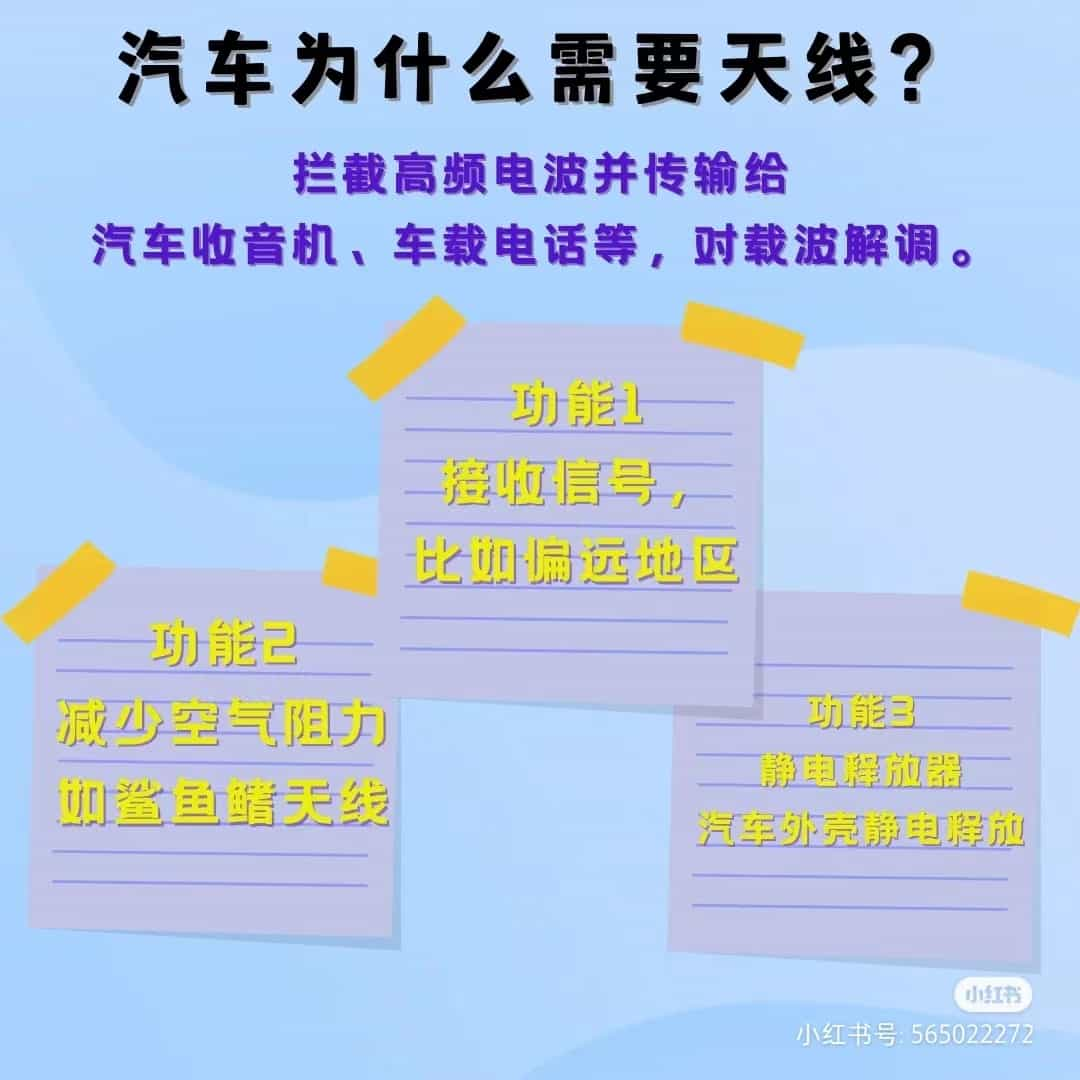 汽车为什么需要天线?
拦截高频电波并传输给
汽车收音机、车载电话等，对载波解调。
功能1
接收信号，
比如偏远地区
功能2
减少空气阻力
如鲨鱼鳍天线
功能3
静电释放器
汽车外壳静电释放
小红书
小红书号: 565022272